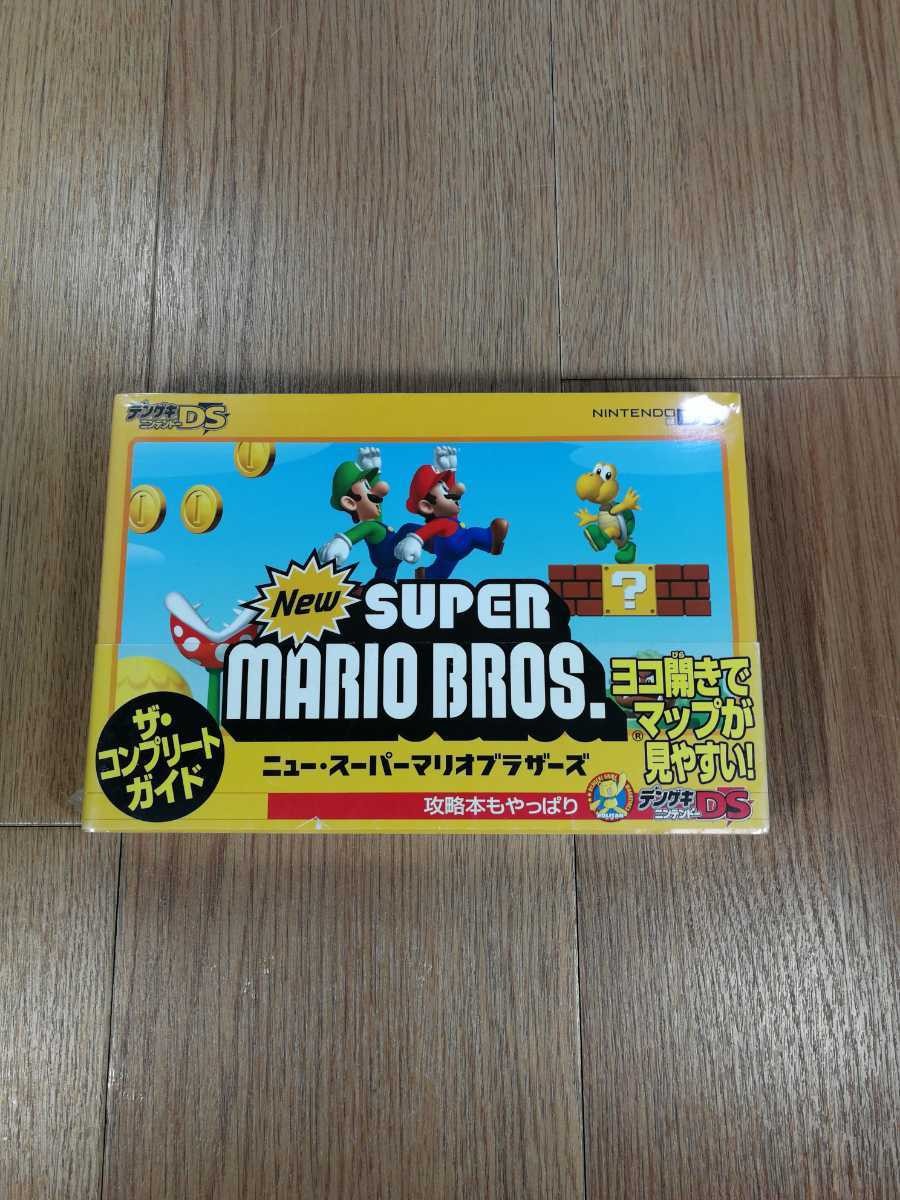 デンゲキ
ニンテンドーDS
NINTENDO DS
New
SUPER
MARIO BROS.®
ニュー・スーパーマリオブラザーズ
ザ・
コンプリート
ガイド
ヨコ開きで
びら
マップが
見やすい!
攻略本もやっぱり
デンゲキ
ニンテンドーDS